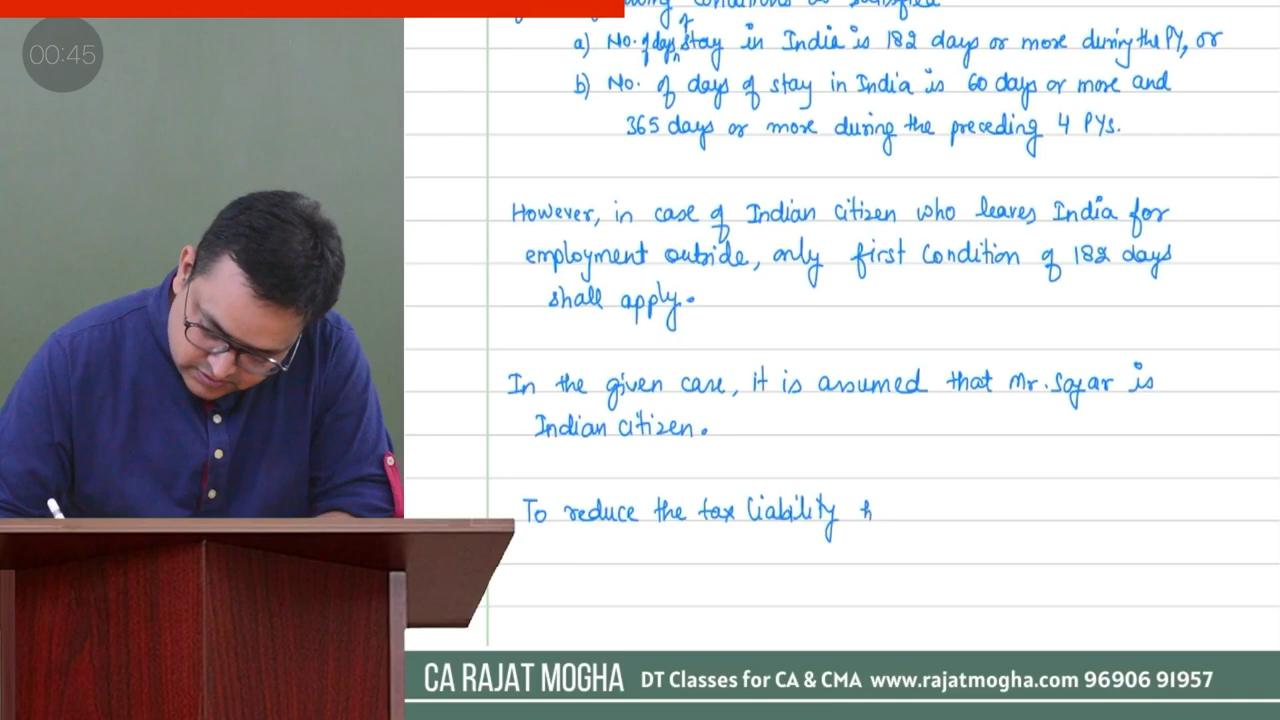 00:45
conditions is satisfied
a) No. of days of stay in India is 182 days or more during the PY, or
b) No. of days of stay in India is 60 days or more and
365 days or more during the preceding 4 PYs.
However, in case of Indian citizen who leaves India for
employment outside, only first condition of 182 days
shall apply.
In the given case, it is assumed that Mr. Sagar is
Indian citizen.
To reduce the tax liability h
CA RAJAT MOGHA DT Classes for CA & CMA www.rajatmogha.com 96906 91957